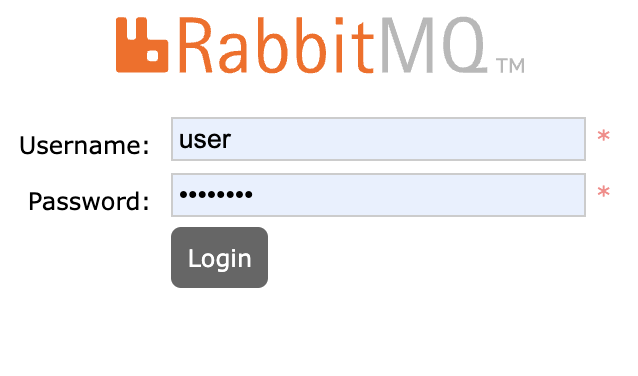 RabbitMQ™
Username: user *
Password: •••••••• *
Login